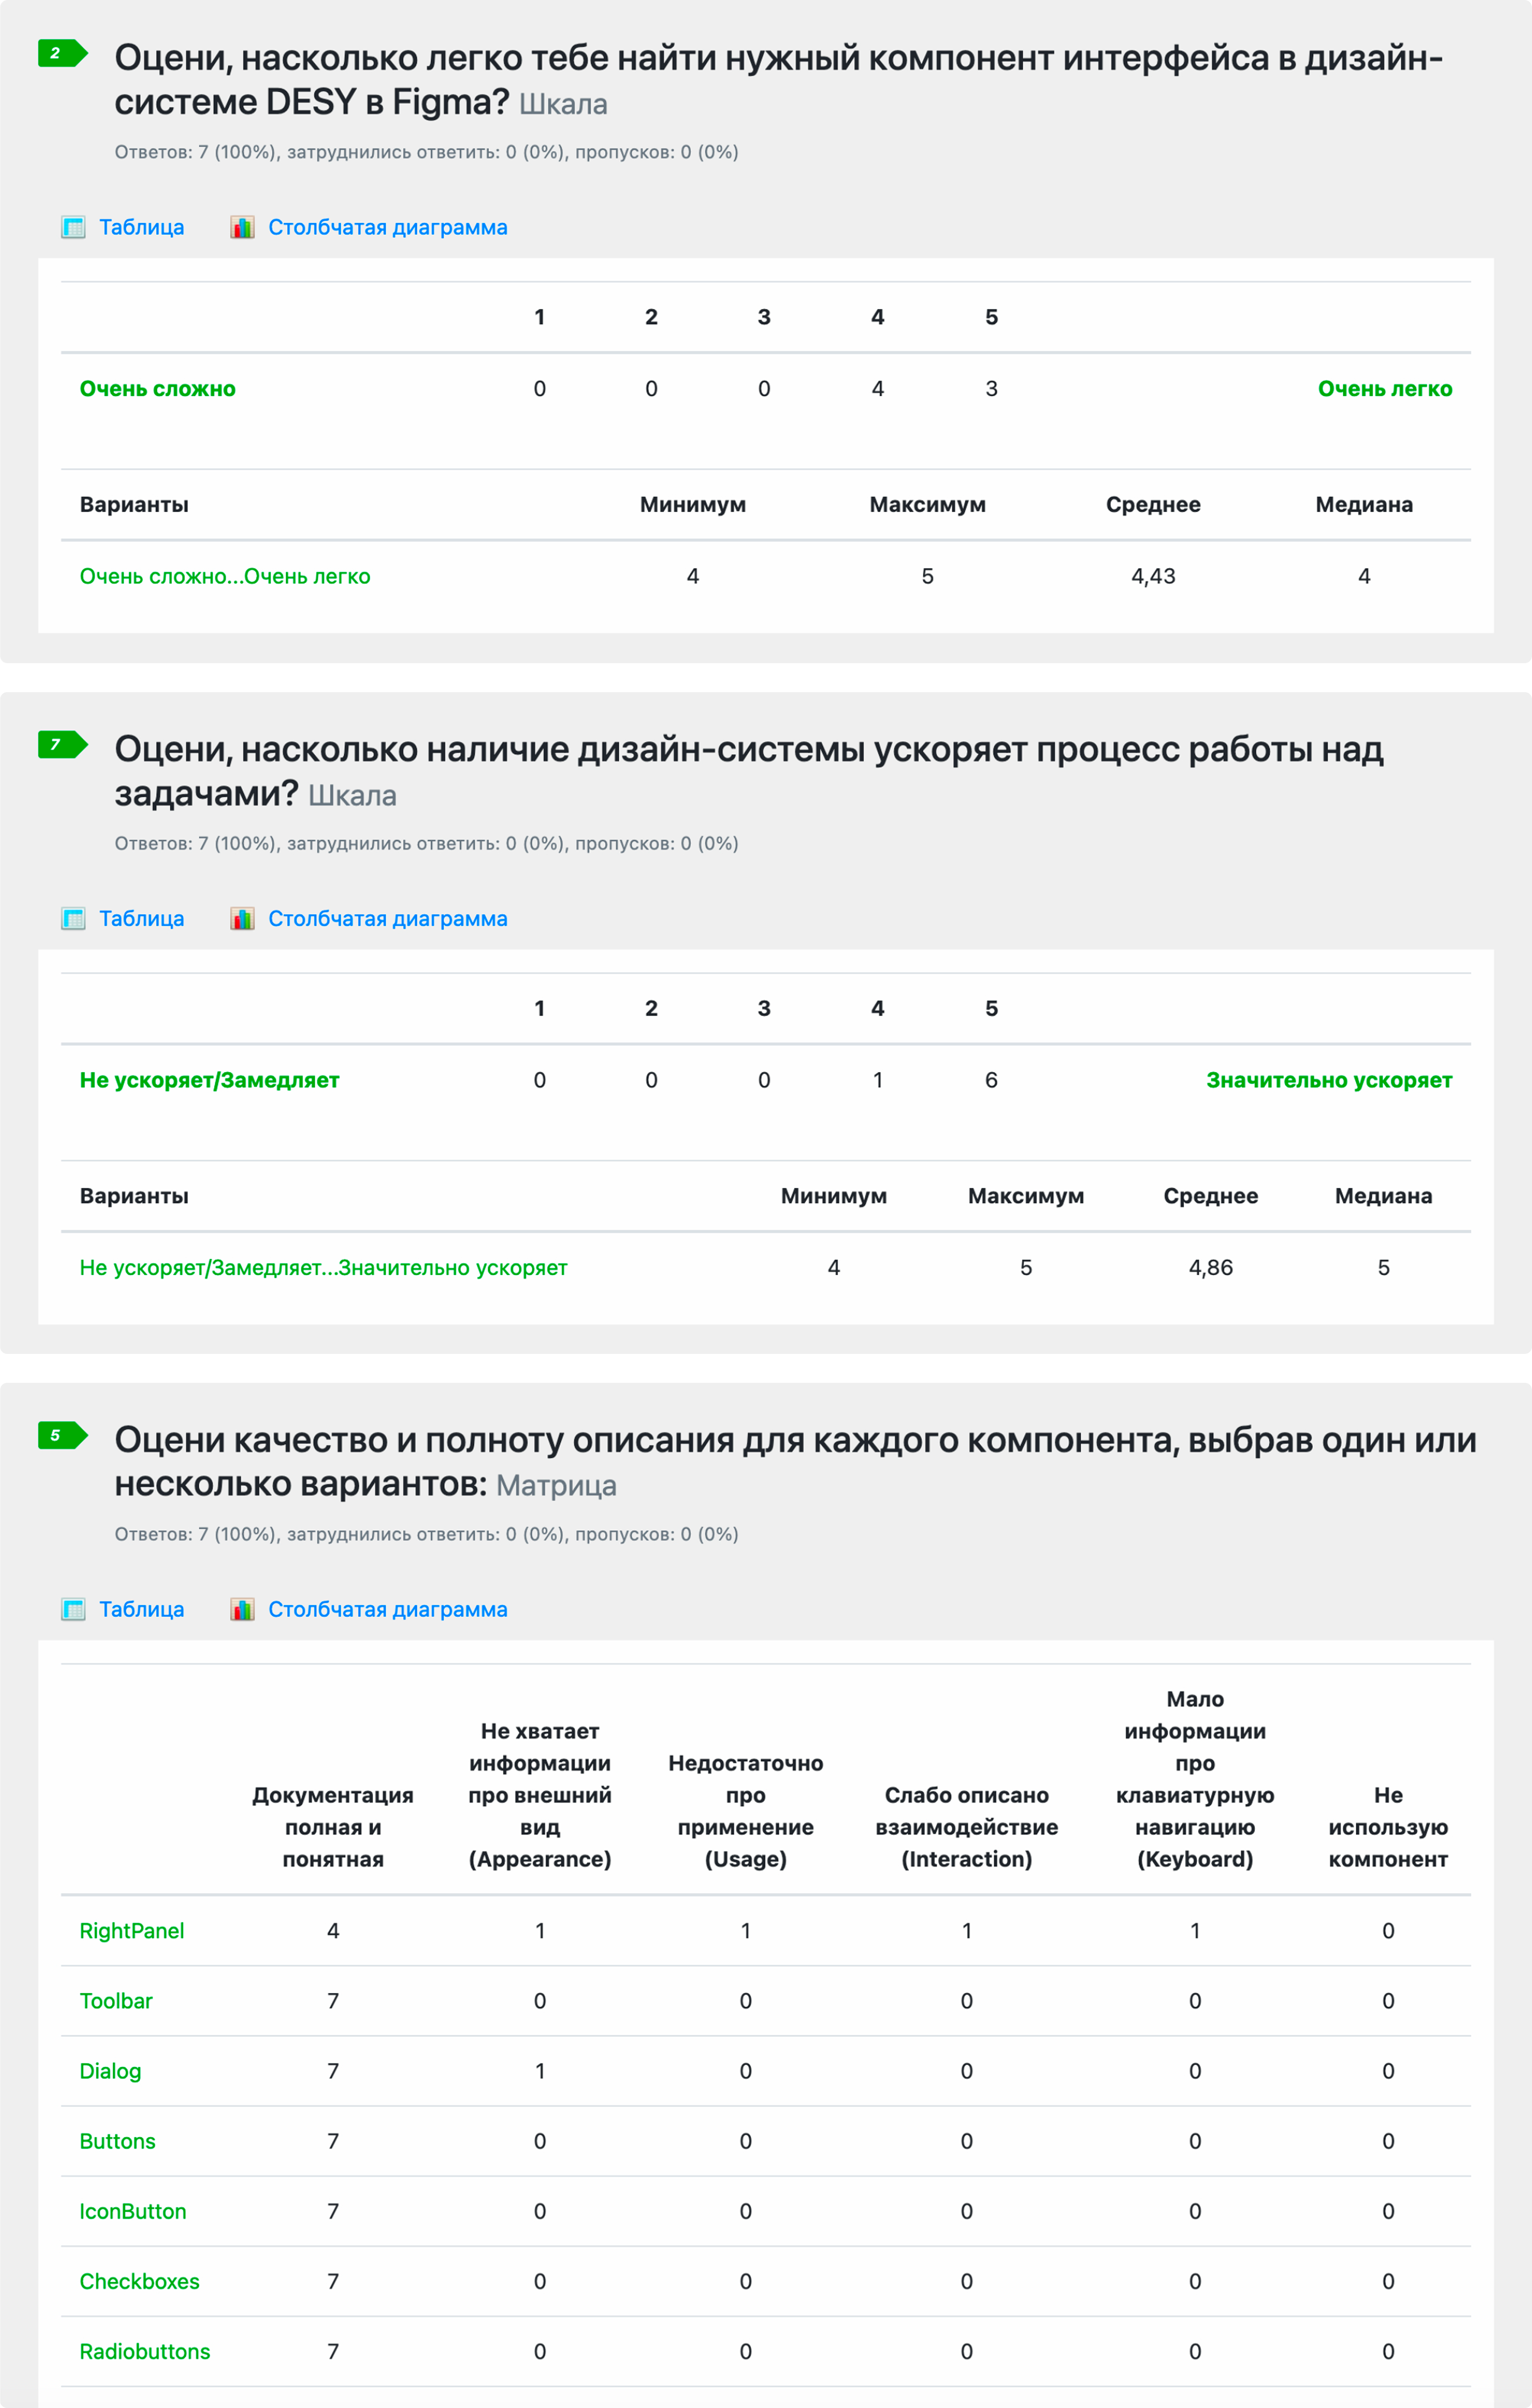 2
Оцени, насколько легко тебе найти нужный компонент интерфейса в дизайн-
системе DESY в Figma? Шкала
Ответов: 7 (100%), затруднились ответить: 0 (0%), пропусков: 0 (0%)
Таблица Столбчатая диаграмма
1 2 3 4 5
Очень сложно 0 0 0 4 3 Очень легко
Варианты Минимум Максимум Среднее Медиана
Очень сложно...Очень легко 4 5 4,43 4
7
Оцени, насколько наличие дизайн-системы ускоряет процесс работы над
задачами? Шкала
Ответов: 7 (100%), затруднились ответить: 0 (0%), пропусков: 0 (0%)
Таблица Столбчатая диаграмма
1 2 3 4 5
Не ускоряет/Замедляет 0 0 0 1 6 Значительно ускоряет
Варианты Минимум Максимум Среднее Медиана
Не ускоряет/Замедляет...Значительно ускоряет 4 5 4,86 5
5
Оцени качество и полноту описания для каждого компонента, выбрав один или
несколько вариантов: Матрица
Ответов: 7 (100%), затруднились ответить: 0 (0%), пропусков: 0 (0%)
Таблица Столбчатая диаграмма
Документация
полная и
понятная
Не хватает
информации
про внешний
вид
(Appearance)
Недостаточно
про
применение
(Usage)
Слабо описано
взаимодействие
(Interaction)
Мало
информации
про
клавиатурную
навигацию
(Keyboard)
Не
использую
компонент
RightPanel 4 1 1 1 1 0
Toolbar 7 0 0 0 0 0
Dialog 7 1 0 0 0 0
Buttons 7 0 0 0 0 0
IconButton 7 0 0 0 0 0
Checkboxes 7 0 0 0 0 0
Radiobuttons 7 0 0 0 0 0